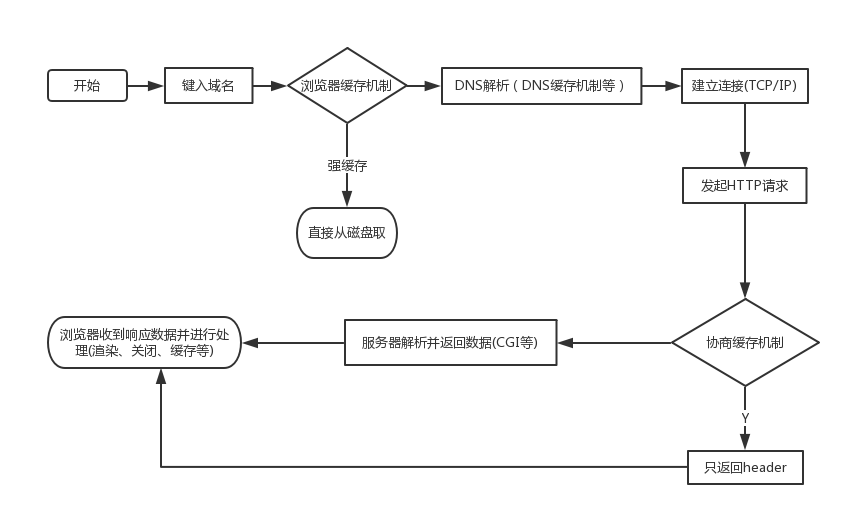 开始
键入域名
浏览器缓存机制
DNS解析（DNS缓存机制等）
建立连接(TCP/IP)
强缓存
发起HTTP请求
直接从磁盘取
浏览器收到响应数据并进行处
理(渲染、关闭、缓存等)
服务器解析并返回数据(CGI等)
协商缓存机制
Y
只返回header